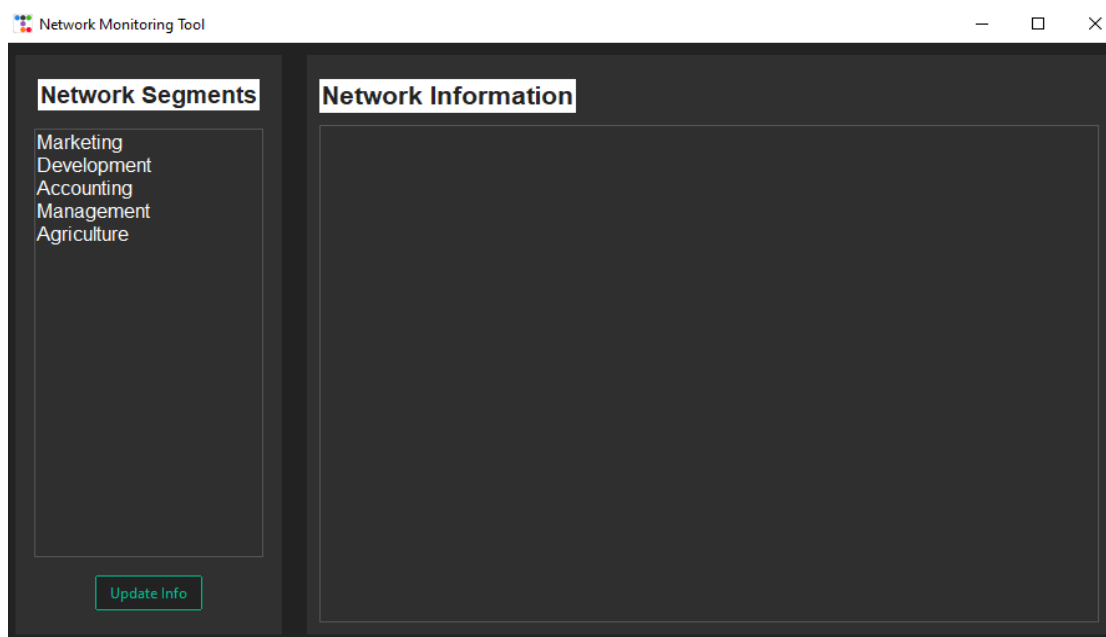 Network Monitoring Tool
Network Segments
Marketing
Development
Accounting
Management
Agriculture
Update Info
Network Information